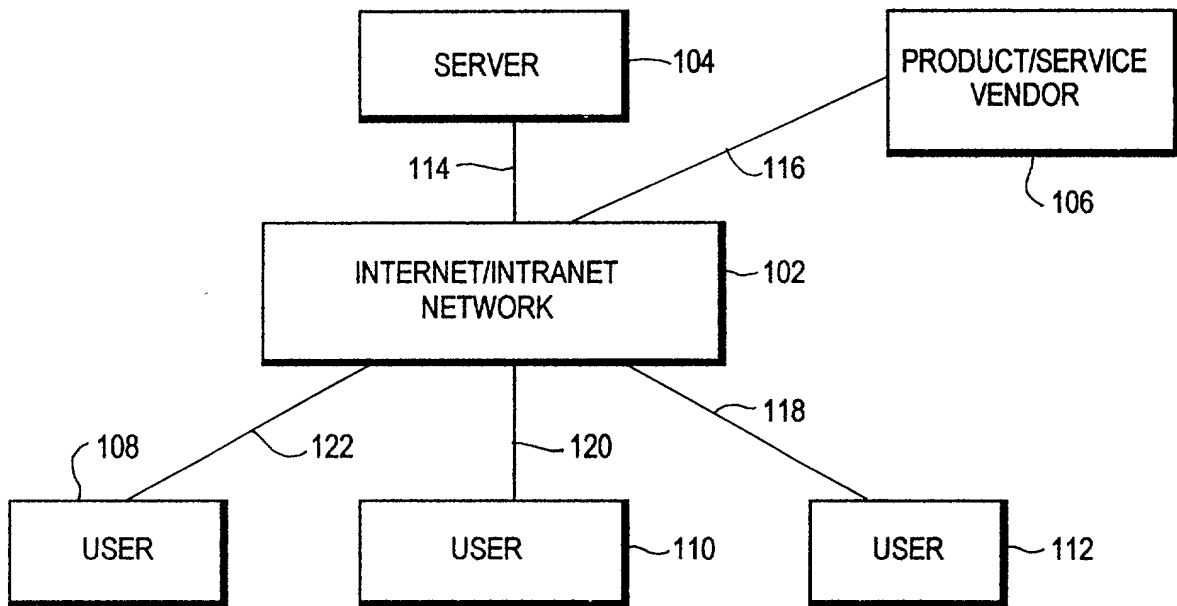 SERVER
104
PRODUCT/SERVICE
VENDOR
114
116
106
INTERNET/INTRANET
NETWORK
102
118
108
122
120
USER
USER
110
USER
112